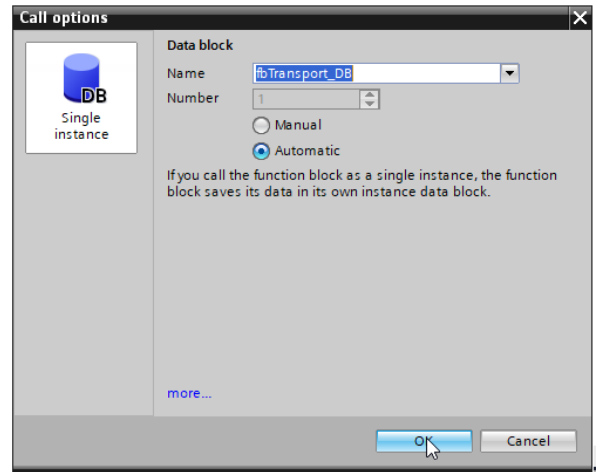 Call options
DB
Single
instance
Data block
Name
fbTransport_DB
Number
1
Manual
Automatic
If you call the function block as a single instance, the function
block saves its data in its own instance data block.
more...
OK
Cancel